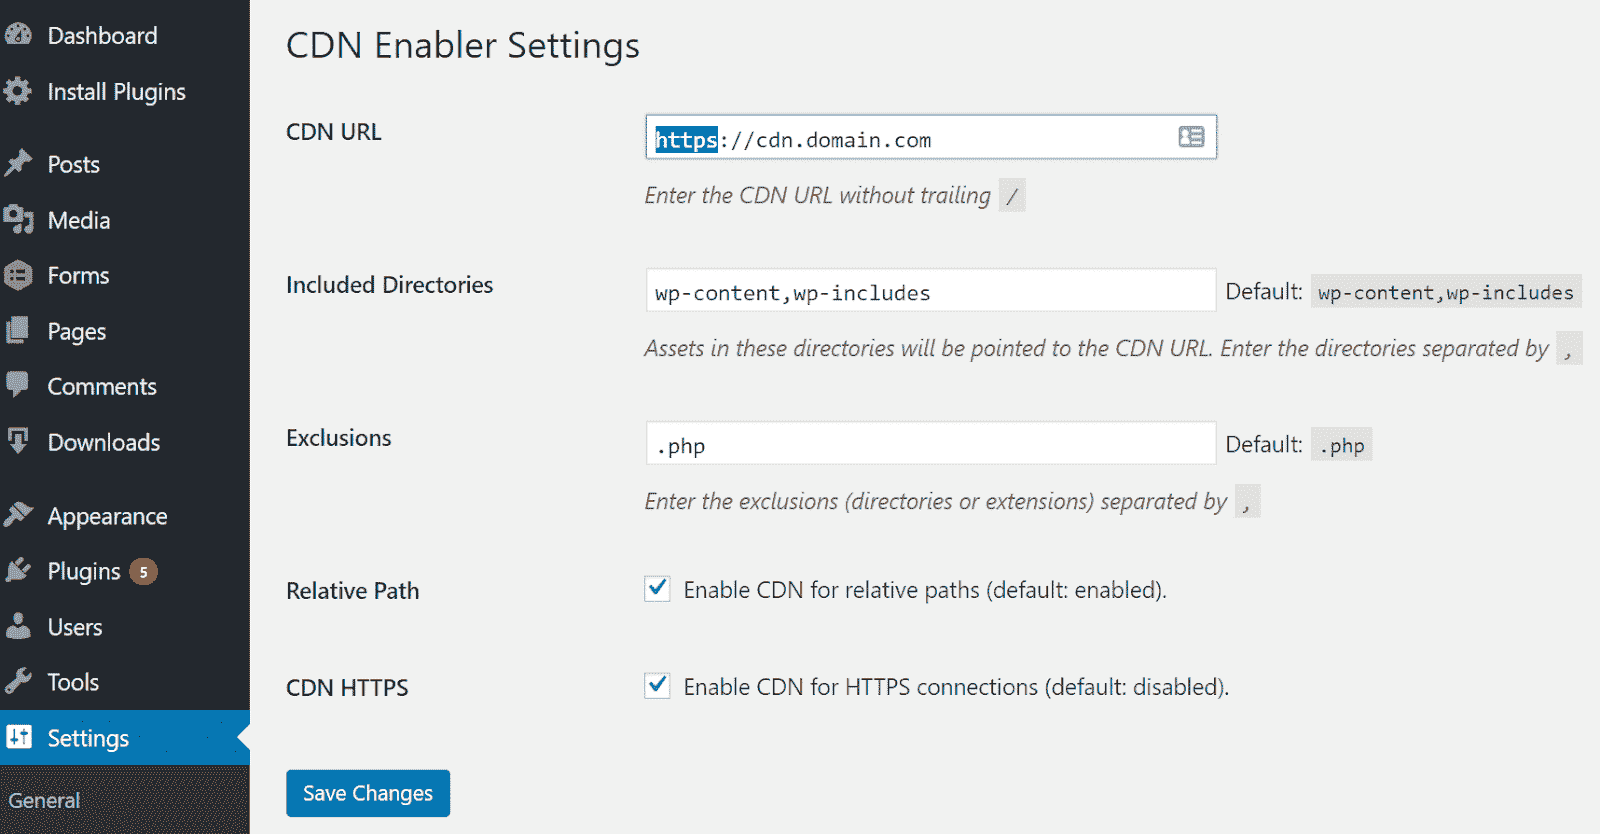 Dashboard
Install Plugins
Posts
Media
Forms
Pages
Comments
Downloads
Appearance
Plugins 5
Users
Tools
Settings
General
CDN Enabler Settings
CDN URL
https://cdn.domain.com
Enter the CDN URL without trailing /
Included Directories
wp-content,wp-includes Default: wp-content,wp-includes
Assets in these directories will be pointed to the CDN URL. Enter the directories separated by ,
Exclusions
.php Default: .php
Enter the exclusions (directories or extensions) separated by ,
Relative Path
Enable CDN for relative paths (default: enabled).
CDN HTTPS
Enable CDN for HTTPS connections (default: disabled).
Save Changes